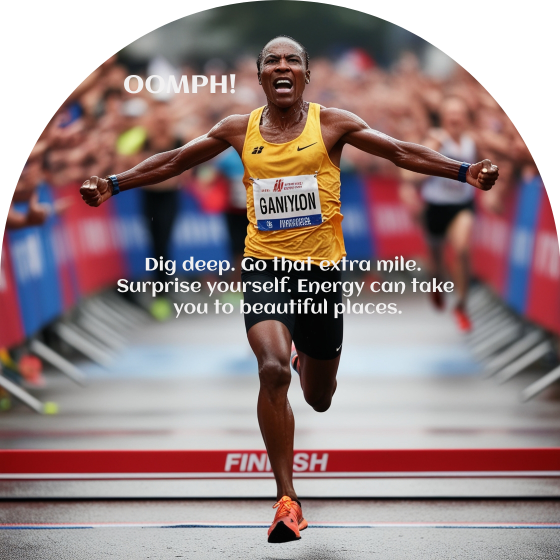 OOMPH!
GANIYLON
Dig deep. Go that extra mile.
Surprise yourself. Energy can take
you to beautiful places.
FINISH